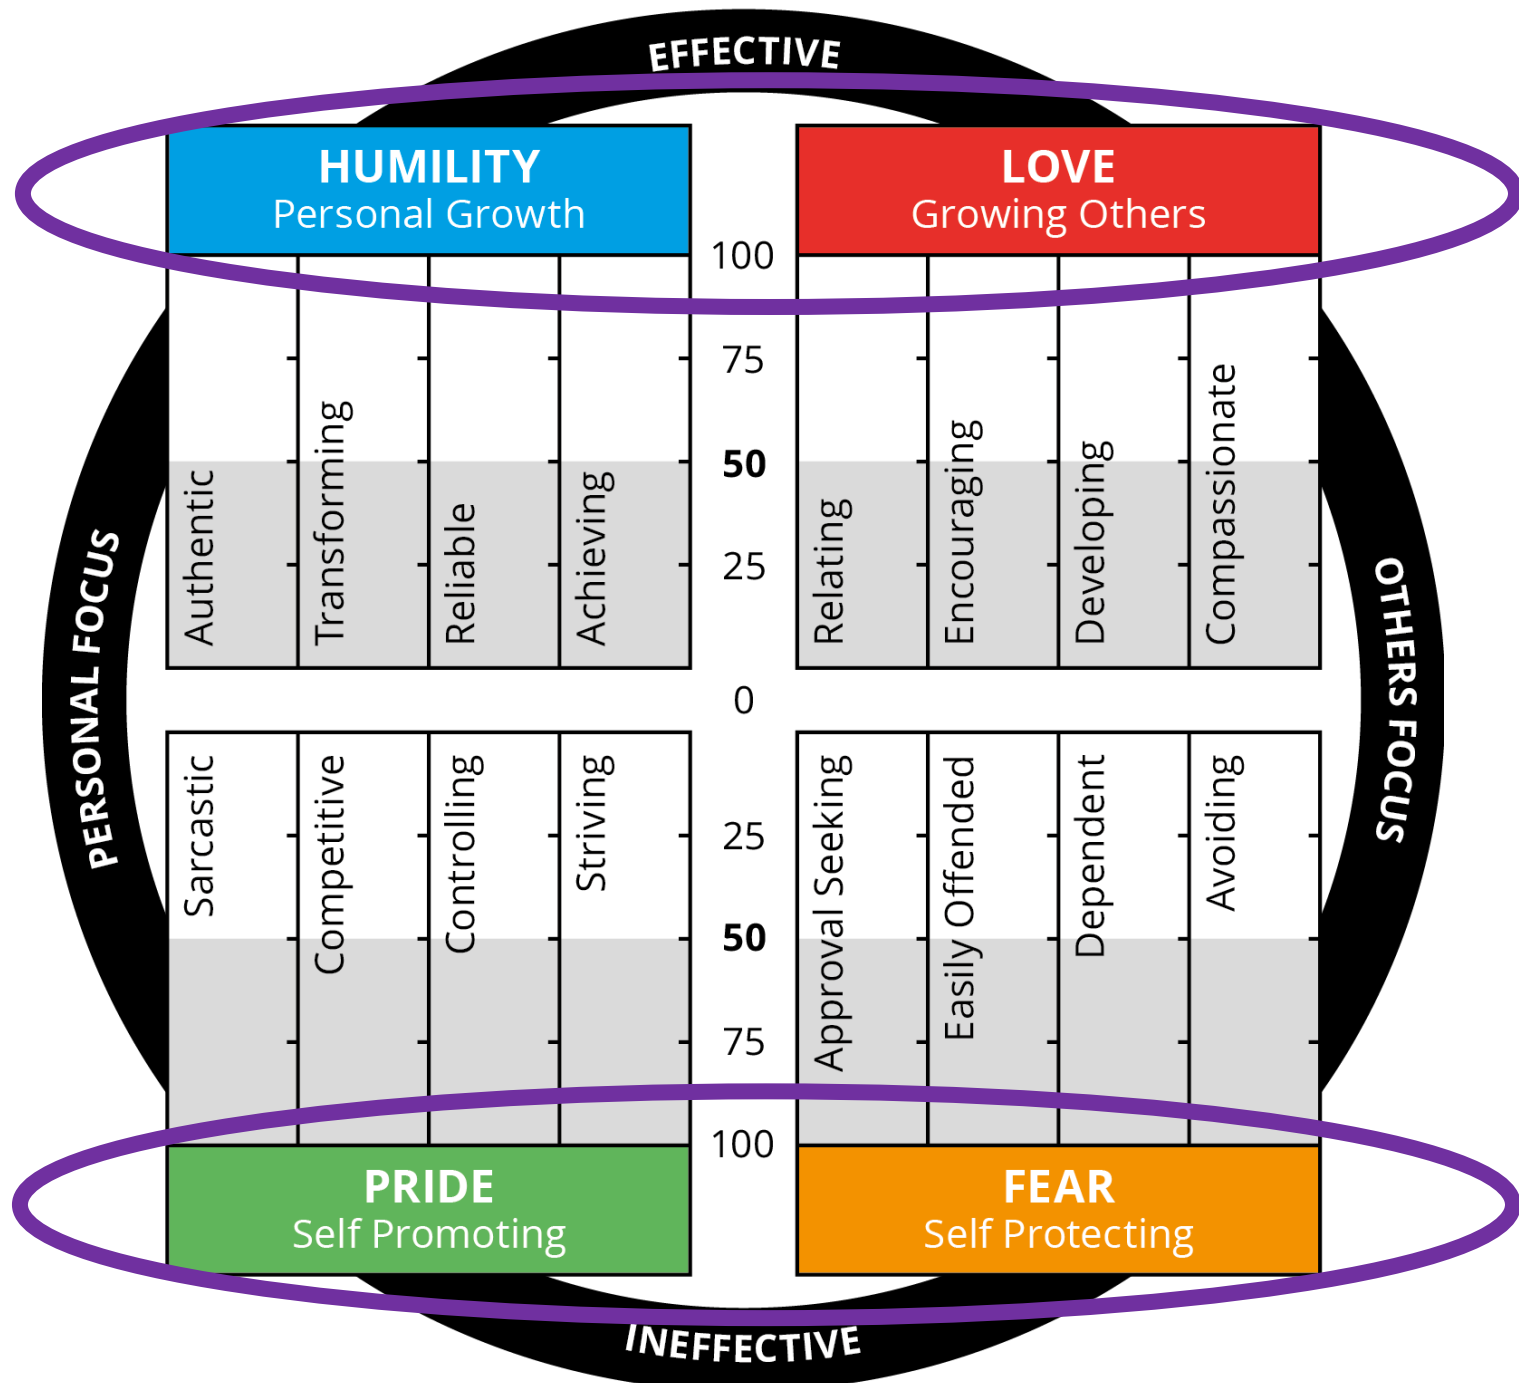 EFFECTIVE
HUMILITY
Personal Growth
LOVE
Growing Others
100
75
50
25
0
Authentic
Transforming
Reliable
Achieving
Relating
Encouraging
Developing
Compassionate
PERSONAL FOCUS
OTHERS FOCUS
Sarcastic
Competitive
Controlling
Striving
25
50
75
100
Approval Seeking
Easily Offended
Dependent
Avoiding
PRIDE
Self Promoting
FEAR
Self Protecting
INEFFECTIVE